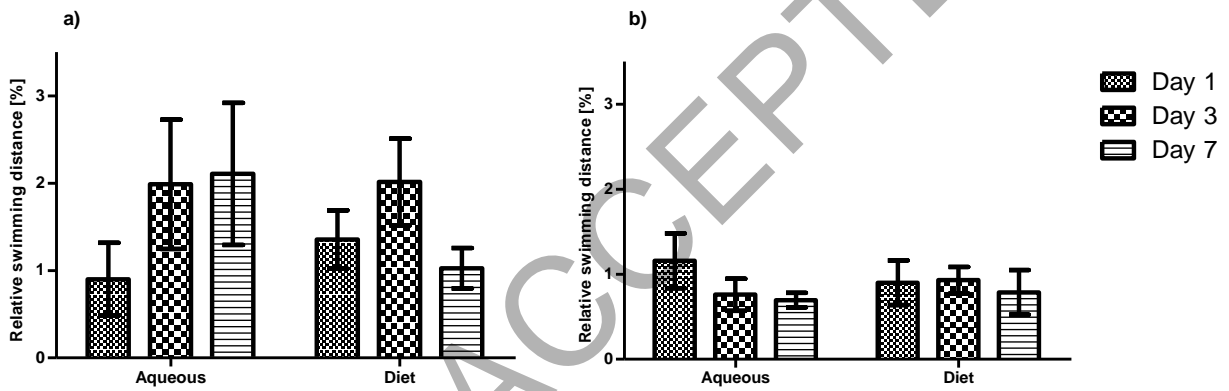 a)
b)
Relative swimming distance [%]
3
2
1
0
Aqueous
Diet
Relative swimming distance [%]
3
2
1
0
Aqueous
Diet
Day 1
Day 3
Day 7